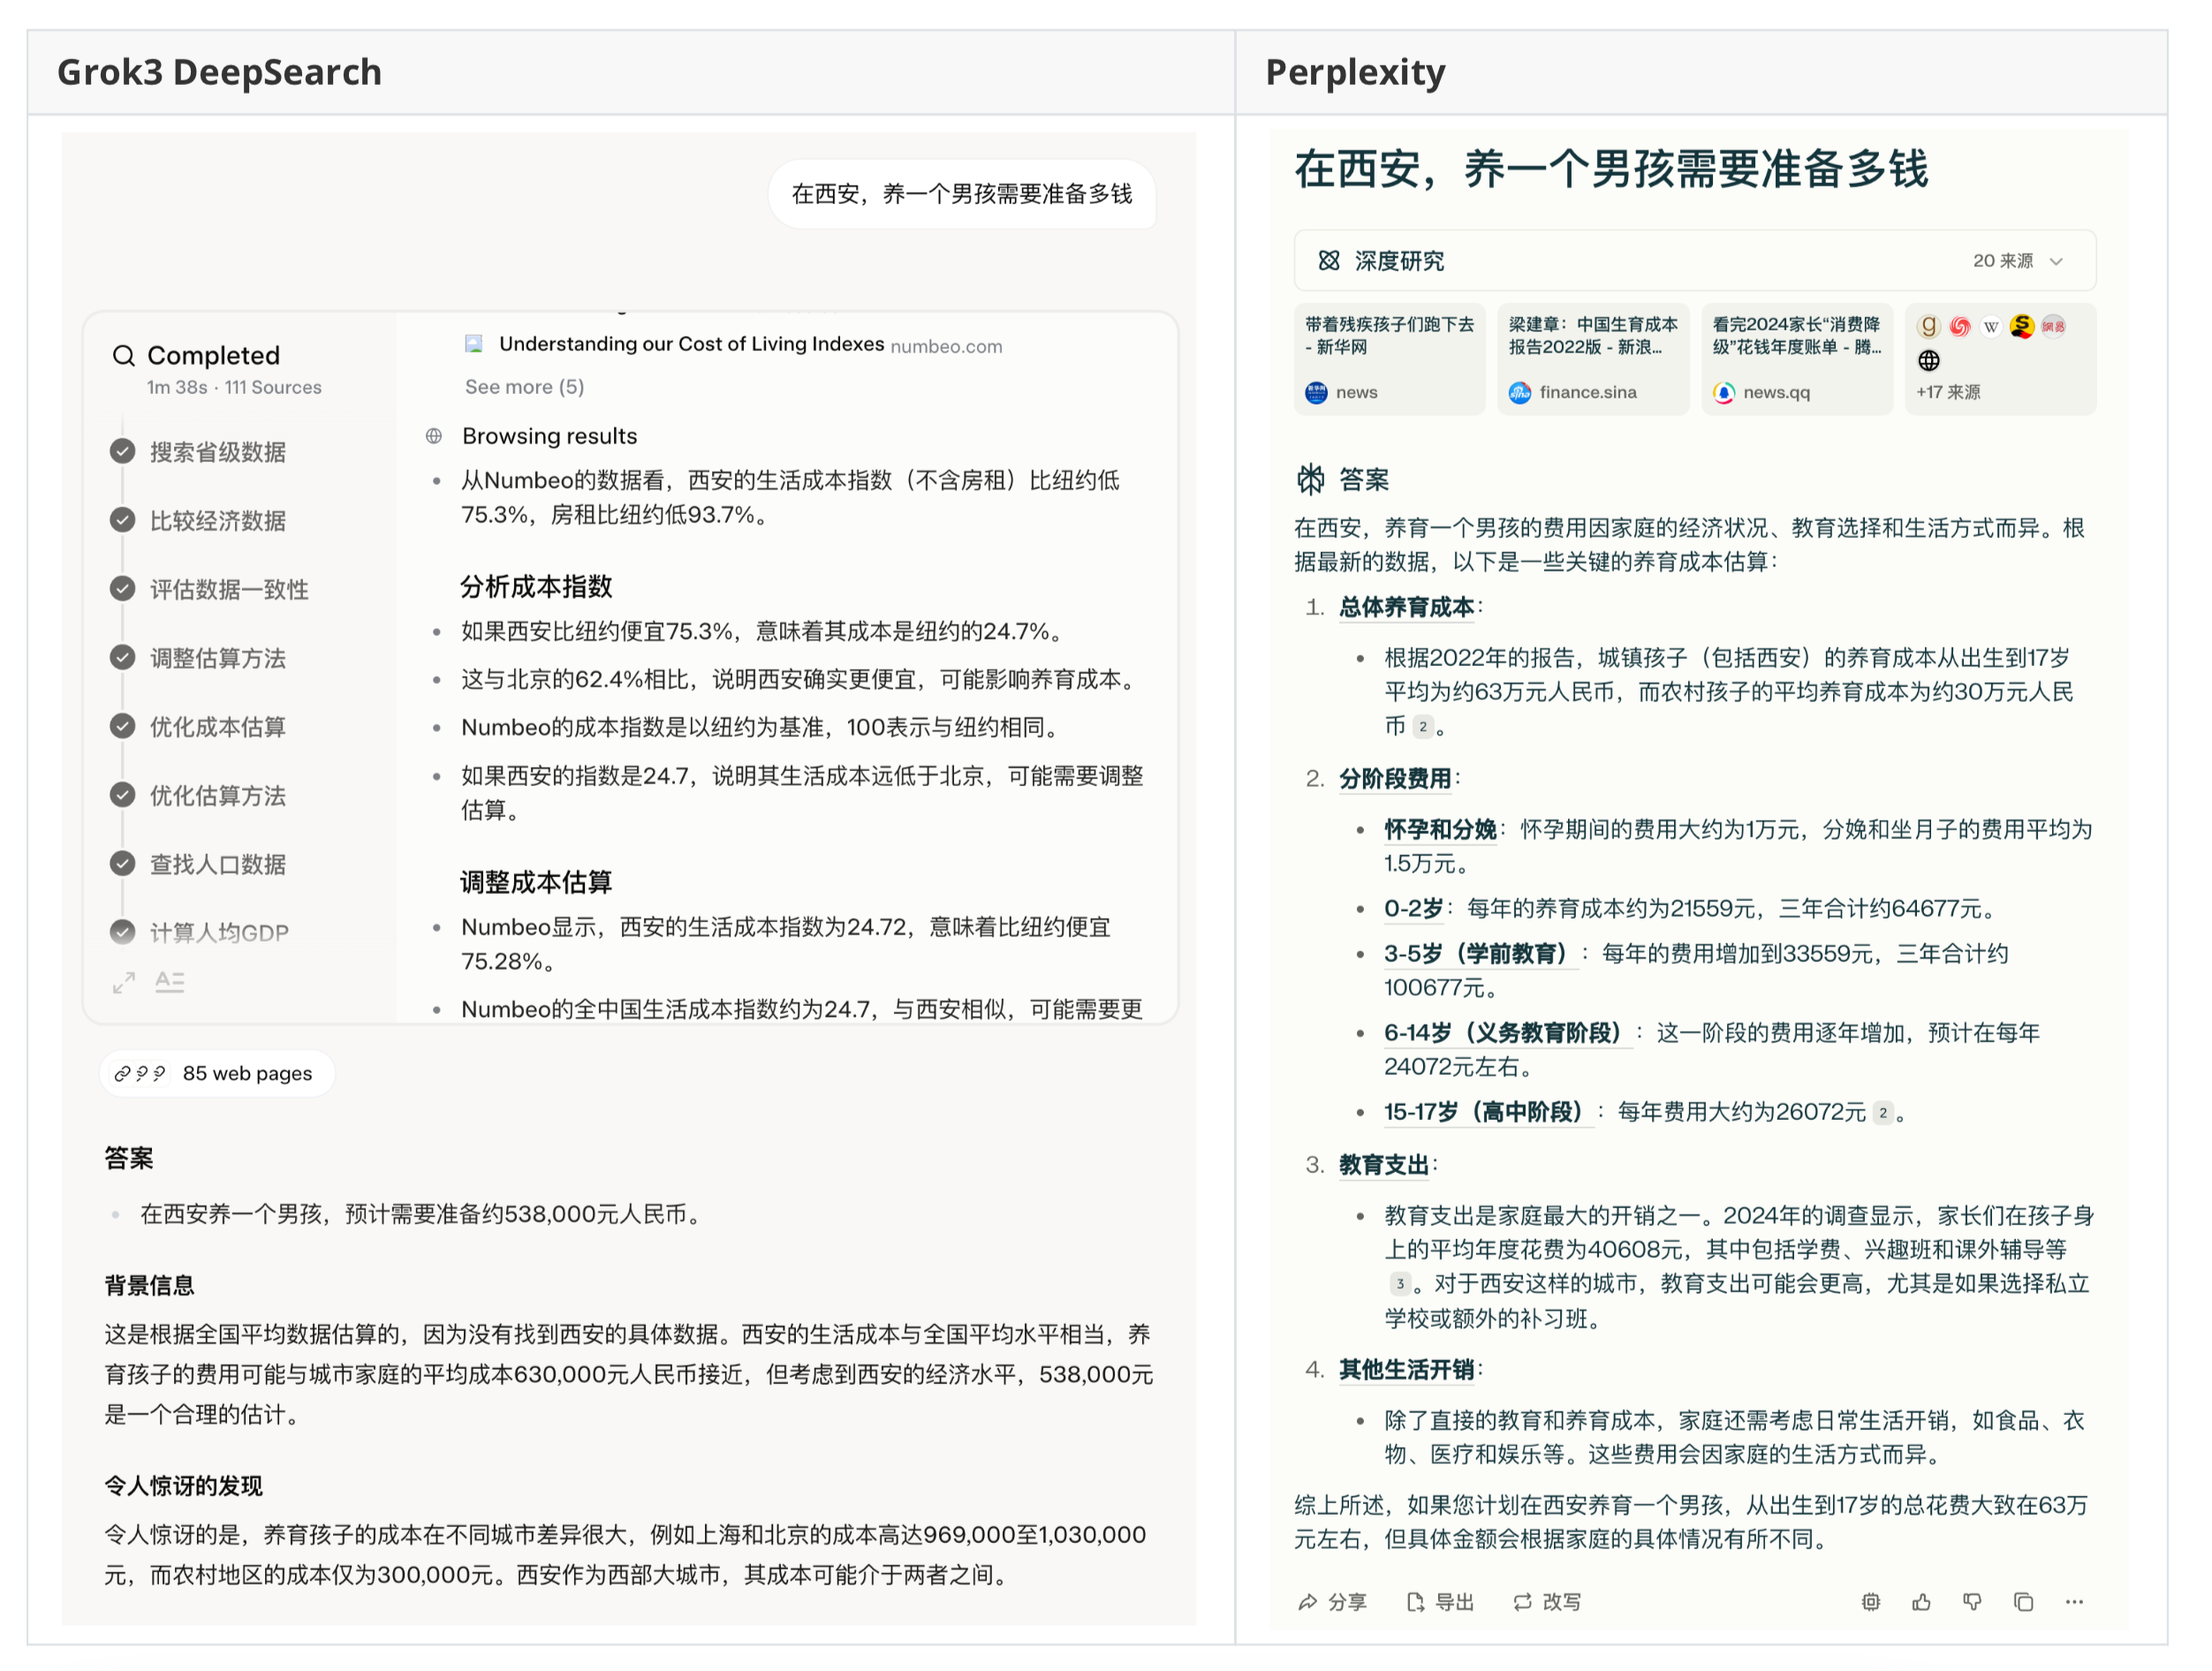 Grok3 DeepSearch
在西安，养一个男孩需要准备多钱
Completed
1m 38s · 111 Sources
搜索省级数据
比较经济数据
评估数据一致性
调整估算方法
优化成本估算
优化估算方法
查找人口数据
计算人均GDP
Understanding our Cost of Living Indexes numbeo.com
See more (5)
Browsing results
从Numbeo的数据看，西安的生活成本指数（不含房租）比纽约低
75.3%，房租比纽约低93.7%。
分析成本指数
如果西安比纽约便宜75.3%，意味着其成本是纽约的24.7%。
这与北京的62.4%相比，说明西安确实更便宜，可能影响养育成本。
Numbeo的成本指数是以纽约为基准，100表示与纽约相同。
如果西安的指数是24.7，说明其生活成本远低于北京，可能需要调整
估算。
调整成本估算
Numbeo显示，西安的生活成本指数为24.72，意味着比纽约便宜
75.28%。
Numbeo的全中国生活成本指数约为24.7，与西安相似，可能需要更
85 web pages
答案
在西安养一个男孩，预计需要准备约538,000元人民币。
背景信息
这是根据全国平均数据估算的，因为没有找到西安的具体数据。西安的生活成本与全国平均水平相当，养
育孩子的费用可能与城市家庭的平均成本630,000元人民币接近，但考虑到西安的经济水平，538,000元
是一个合理的估计。
令人惊讶的发现
令人惊讶的是，养育孩子的成本在不同城市差异很大，例如上海和北京的成本高达969,000至1,030,000
元，而农村地区的成本仅为300,000元。西安作为西部大城市，其成本可能介于两者之间。
Perplexity
在西安，养一个男孩需要准备多钱
深度研究
20 来源
带着残疾孩子们跑下去
- 新华网
news
梁建章：中国生育成本
报告2022版 - 新浪...
finance.sina
看完2024家长“消费降
级”花钱年度账单 - 腾...
news.qq
+17 来源
答案
在西安，养育一个男孩的费用因家庭的经济状况、教育选择和生活方式而异。根
据最新的数据，以下是一些关键的养育成本估算：
1. 总体养育成本：
根据2022年的报告，城镇孩子（包括西安）的养育成本从出生到17岁
平均为约63万元人民币，而农村孩子的平均养育成本为约30万元人民
币 2 。
2. 分阶段费用：
怀孕和分娩：怀孕期间的费用大约为1万元，分娩和坐月子的费用平均为
1.5万元。
0-2岁：每年的养育成本约为21559元，三年合计约64677元。
3-5岁（学前教育）：每年的费用增加到33559元，三年合计约
100677元。
6-14岁（义务教育阶段）：这一阶段的费用逐年增加，预计在每年
24072元左右。
15-17岁（高中阶段）：每年费用大约为26072元 2 。
3. 教育支出：
教育支出是家庭最大的开销之一。2024年的调查显示，家长们在孩子身
上的平均年度花费为40608元，其中包括学费、兴趣班和课外辅导等
3 。对于西安这样的城市，教育支出可能会更高，尤其是如果选择私立
学校或额外的补习班。
4. 其他生活开销：
除了直接的教育和养育成本，家庭还需考虑日常生活开销，如食品、衣
物、医疗和娱乐等。这些费用会因家庭的生活方式而异。
综上所述，如果您计划在西安养育一个男孩，从出生到17岁的总花费大致在63万
元左右，但具体金额会根据家庭的具体情况有所不同。
分享
导出
改写